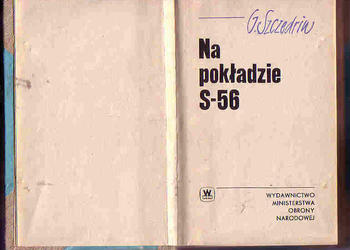 G. Szczedrin
Na
pokładzie
S-56
WYDAWNICTWO
MINISTERSTWA
OBRONY
NARODOWEJ